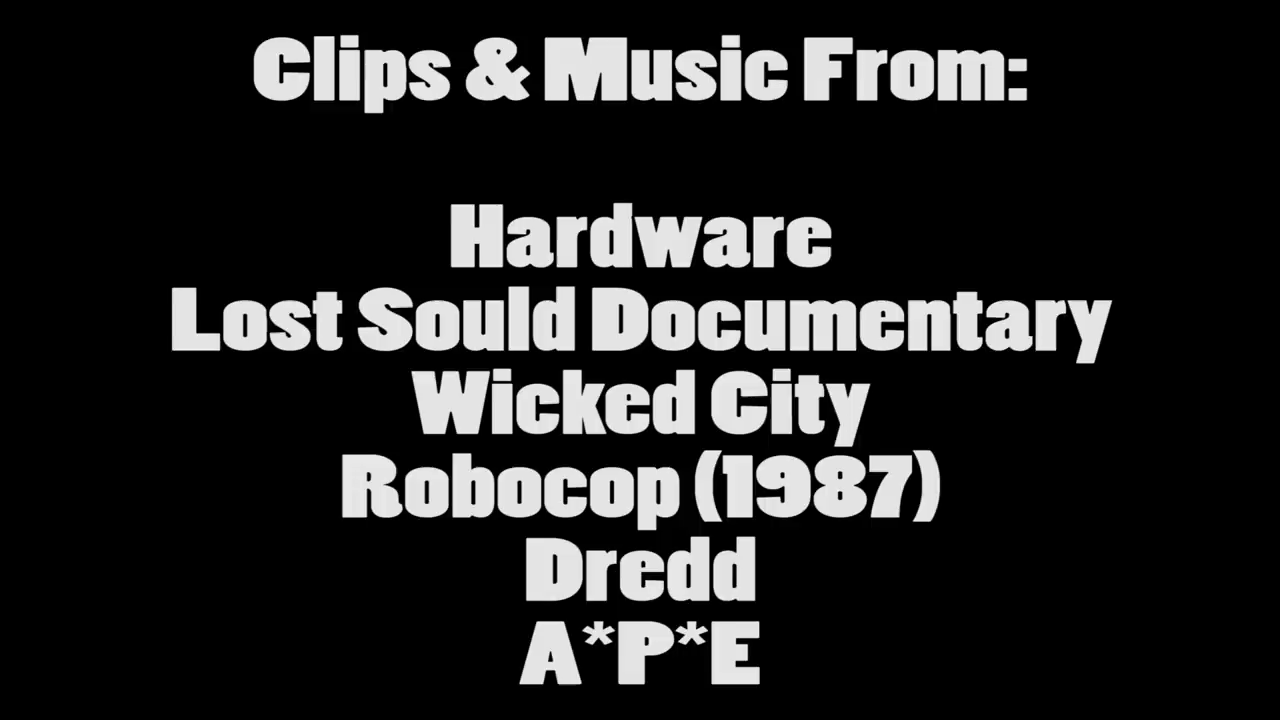 Clips & Music From:
Hardware
Lost Sould Documentary
Wicked City
Robocop (1987)
Dredd
A*P*E